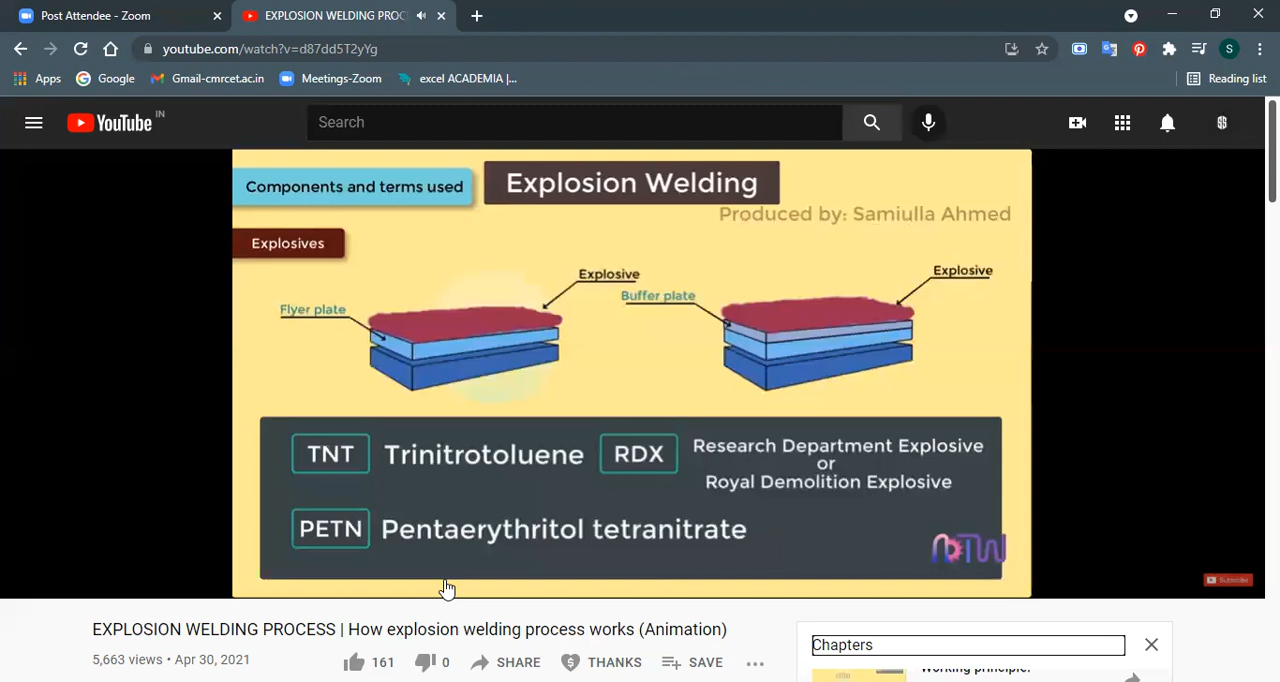 Post Attendee - Zoom
EXPLOSION WELDING PROC
youtube.com/watch?v=d87dd5T2yYg
S
Apps
Google
Gmail-cmrcet.ac.in
Meetings-Zoom
excel ACADEMIA |...
Reading list
YouTube IN
Search
Components and terms used
Explosion Welding
Produced by: Samiulla Ahmed
Explosives
Explosive
Flyer plate
Explosive
Buffer plate
TNT Trinitrotoluene
RDX Research Department Explosive
or
Royal Demolition Explosive
PETN Pentaerythritol tetranitrate
Subscribe
EXPLOSION WELDING PROCESS | How explosion welding process works (Animation)
5,663 views • Apr 30, 2021
161
0
SHARE
THANKS
SAVE
Chapters
Working principle: